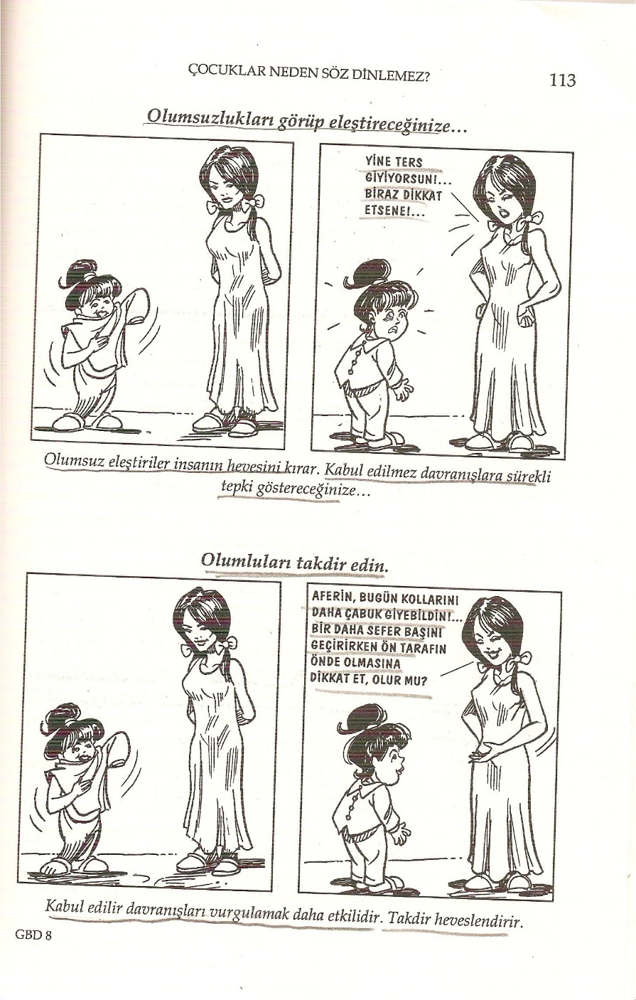 ÇOCUKLAR NEDEN SÖZ DİNLEMEZ?
113
Olumsuzlukları görüp eleştireceğinize...
YİNE TERS
GİYİYORSUN!...
BİRAZ DİKKAT
ETSENE!...
Olumsuz eleştiriler insanın hevesini kırar. Kabul edilmez davranışlara sürekli
tepki göstereceğinize...
Olumluları takdir edin.
AFERİN, BUGÜN KOLLARINI
DAHA ÇABUK GİYEBİLDİN!...
BİR DAHA SEFER BAŞINI
GEÇİRİRKEN ÖN TARAFIN
ÖNDE OLMASINA
DİKKAT ET, OLUR MU?
Kabul edilir davranışları vurgulamak daha etkilidir. Takdir heveslendirir.
GBD 8